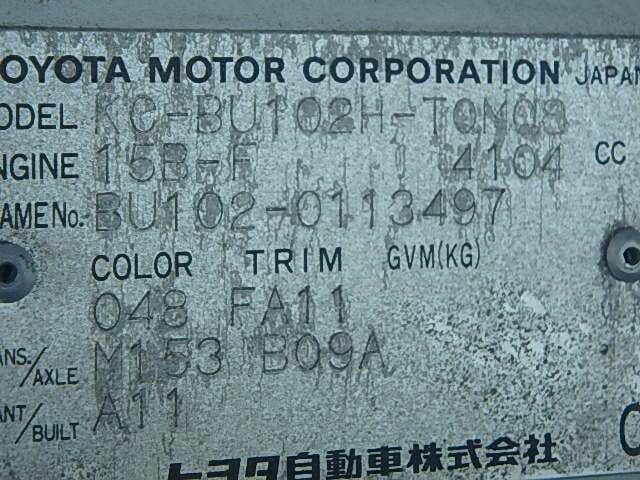 TOYOTA MOTOR CORPORATION JAPAN
MODEL KC-BU102H-TQMQ3
ENGINE 15B-F 4104 CC
FRAME No. BU102-0113497
COLOR TRIM GVM(KG)
048 FA11
TRANS./AXLE M153 B09A
PLANT/BUILT A11
トヨタ自動車株式会社